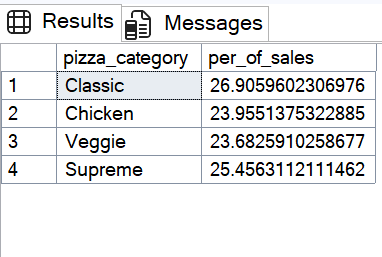 Results Messages
pizza_category per_of_sales
1 Classic 26.9059602306976
2 Chicken 23.9551375322885
3 Veggie 23.6825910258677
4 Supreme 25.4563112111462